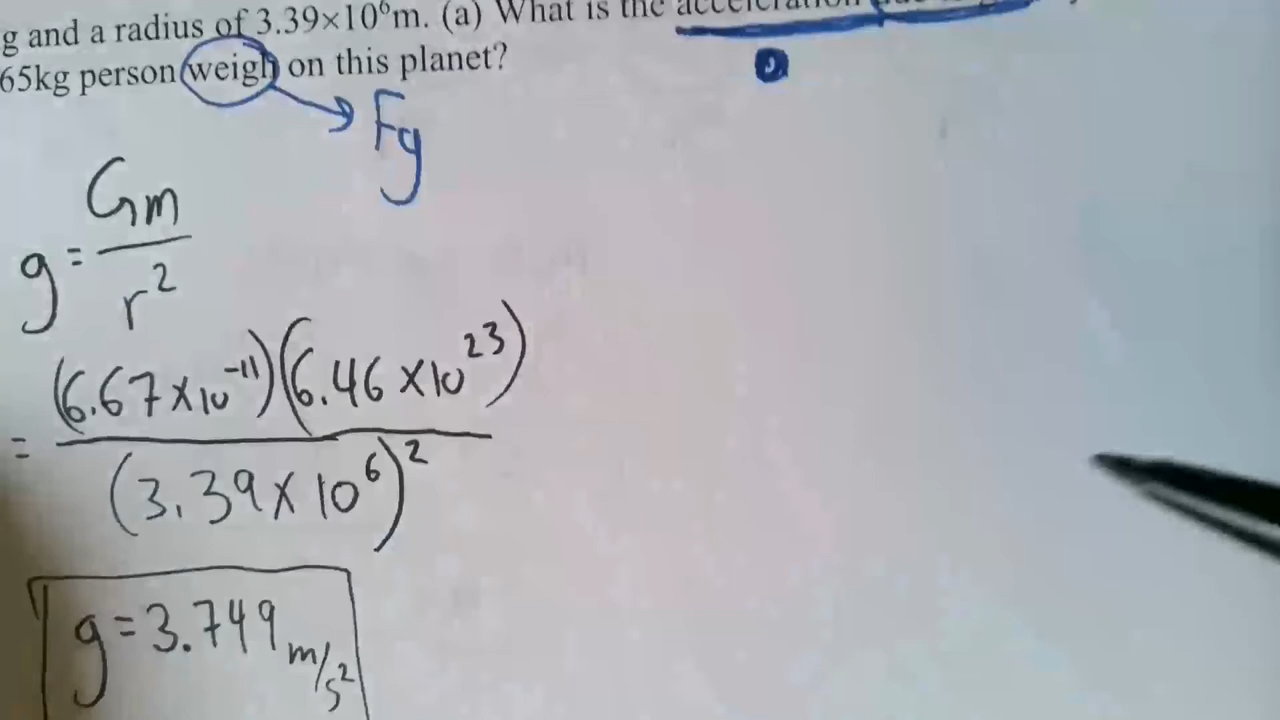 g and a radius of 3.39×10⁶m. (a) What is the acceleration
65kg person weigh on this planet?
Fg
g = Gm / r²
= (6.67×10⁻¹¹)(6.46×10²³) / (3.39×10⁶)²
g = 3.749 m/s²